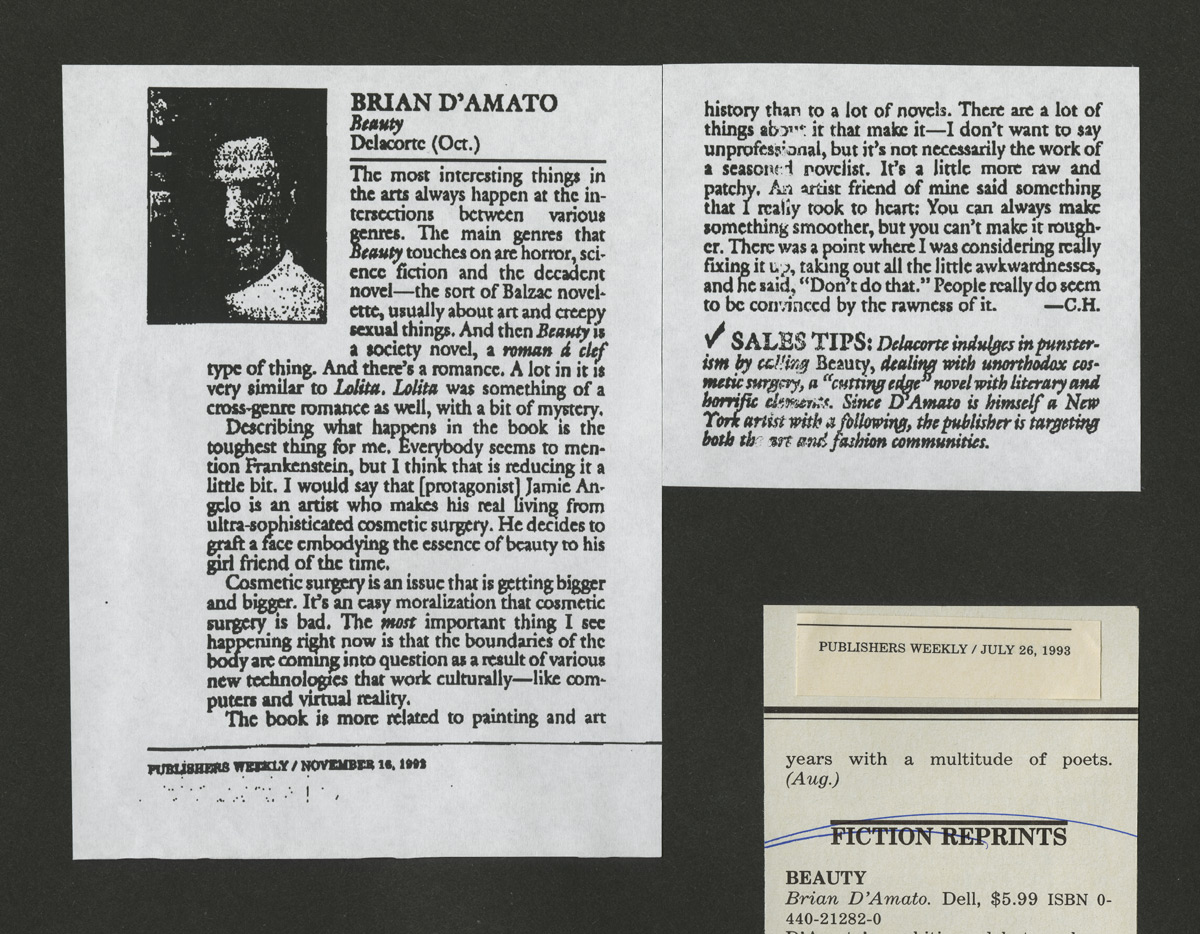 BRIAN D'AMATO
Beauty
Delacorte (Oct.)
The most interesting things in
the arts always happen at the in-
tersections between various
genres. The main genres that
Beauty touches on are horror, sci-
ence fiction and the decadent
novel—the sort of Balzac novel-
ette, usually about art and creepy
sexual things. And then Beauty is
a society novel, a roman á clef
type of thing. And there's a romance. A lot in it is
very similar to Lolita. Lolita was something of a
cross-genre romance as well, with a bit of mystery.
Describing what happens in the book is the
toughest thing for me. Everybody seems to men-
tion Frankenstein, but I think that is reducing it a
little bit. I would say that [protagonist] Jamie An-
gelo is an artist who makes his real living from
ultra-sophisticated cosmetic surgery. He decides to
graft a face embodying the essence of beauty to his
girl friend of the time.
Cosmetic surgery is an issue that is getting bigger
and bigger. It's an easy moralization that cosmetic
surgery is bad. The most important thing I see
happening right now is that the boundaries of the
body are coming into question as a result of various
new technologies that work culturally—like com-
puters and virtual reality.
The book is more related to painting and art
PUBLISHERS WEEKLY / NOVEMBER 16, 1992
history than to a lot of novels. There are a lot of
things about it that make it—I don't want to say
unprofessional, but it's not necessarily the work of
a seasoned novelist. It's a little more raw and
patchy. An artist friend of mine said something
that I really took to heart: You can always make
something smoother, but you can't make it rough-
er. There was a point where I was considering really
fixing it up, taking out all the little awkwardnesses,
and he said, "Don't do that." People really do seem
to be convinced by the rawness of it. —C.H.
✓ SALES TIPS: Delacorte indulges in punster-
ism by calling Beauty, dealing with unorthodox cos-
metic surgery, a "cutting edge" novel with literary and
horrific elements. Since D'Amato is himself a New
York artist with a following, the publisher is targeting
both the art and fashion communities.
PUBLISHERS WEEKLY / JULY 26, 1993
years with a multitude of poets.
(Aug.)
FICTION REPRINTS
BEAUTY
Brian D'Amato. Dell, $5.99 ISBN 0-
440-21282-0